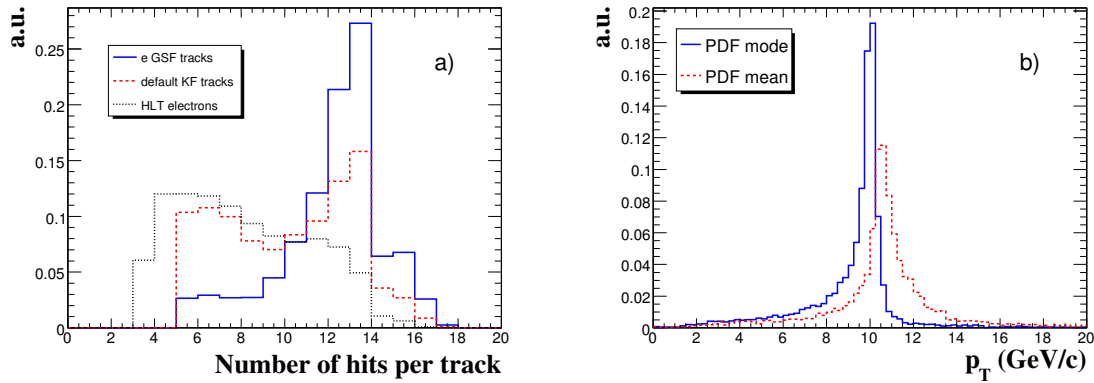 a.u.
0.25
0.2
0.15
0.1
0.05
0
e GSF tracks
default KF tracks
HLT electrons
a)
0 2 4 6 8 10 12 14 16 18 20
Number of hits per track
a.u.
0.2
0.18
0.16
0.14
0.12
0.1
0.08
0.06
0.04
0.02
0
PDF mode
PDF mean
b)
0 2 4 6 8 10 12 14 16 18 20
p_T (GeV/c)